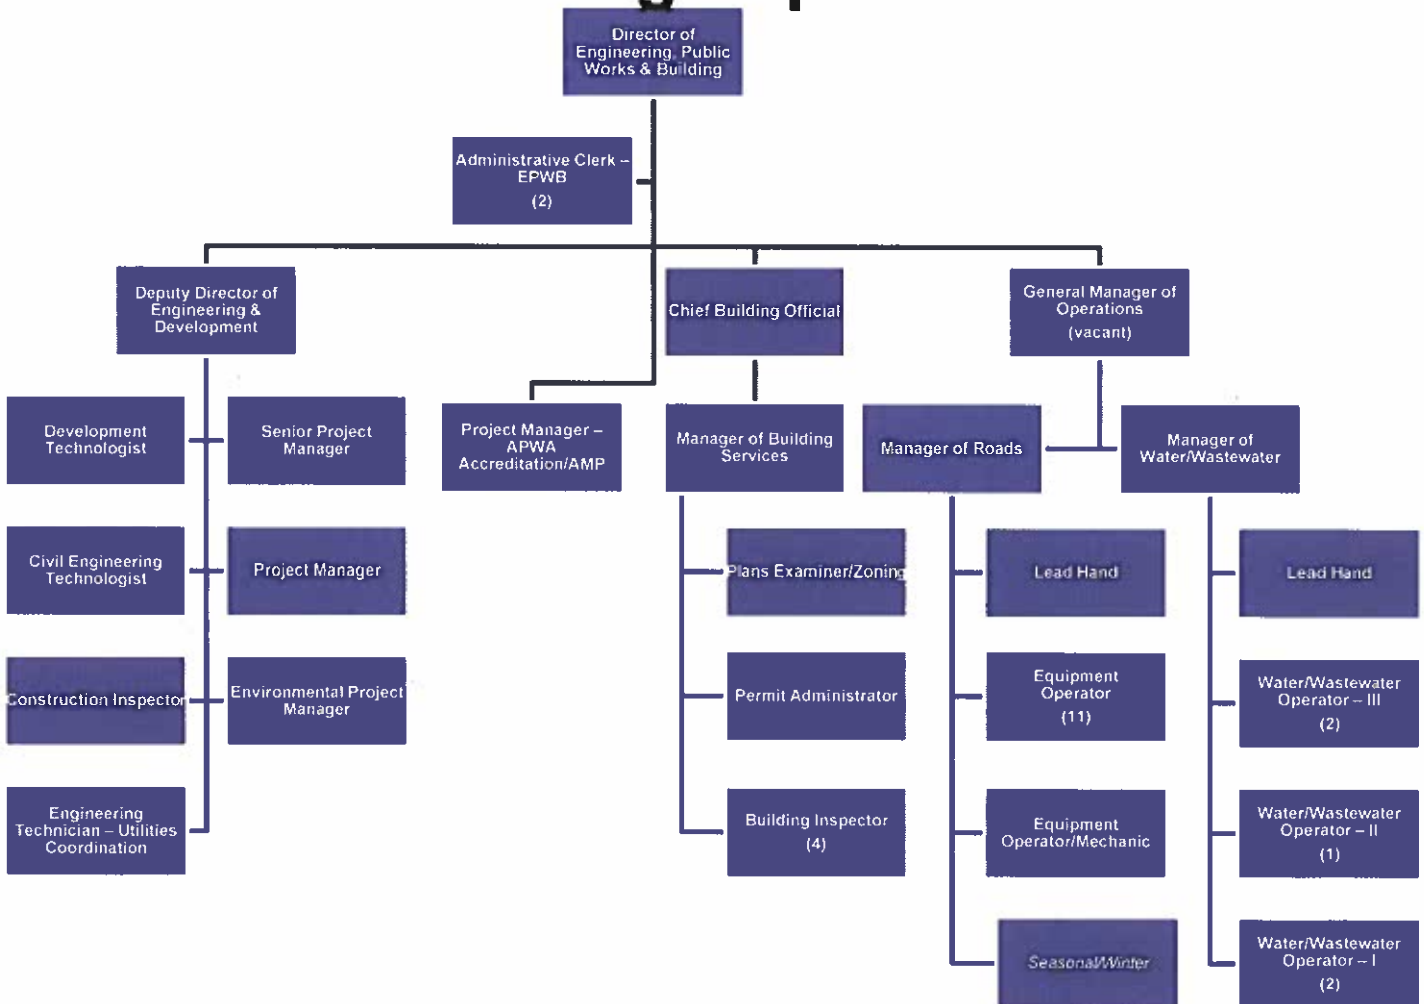 Director of
Engineering, Public
Works & Building
Administrative Clerk –
EPWB
(2)
Deputy Director of
Engineering &
Development
Chief Building Official
General Manager of
Operations
(vacant)
Development
Technologist
Senior Project
Manager
Project Manager –
APWA
Accreditation/AMP
Manager of Building
Services
Manager of Roads
Manager of
Water/Wastewater
Civil Engineering
Technologist
Project Manager
Plans Examiner/Zoning
Lead Hand
Lead Hand
Construction Inspector
Environmental Project
Manager
Permit Administrator
Equipment
Operator
(11)
Water/Wastewater
Operator – III
(2)
Engineering
Technician – Utilities
Coordination
Building Inspector
(4)
Equipment
Operator/Mechanic
Water/Wastewater
Operator – II
(1)
Seasonal/Winter
Water/Wastewater
Operator – I
(2)